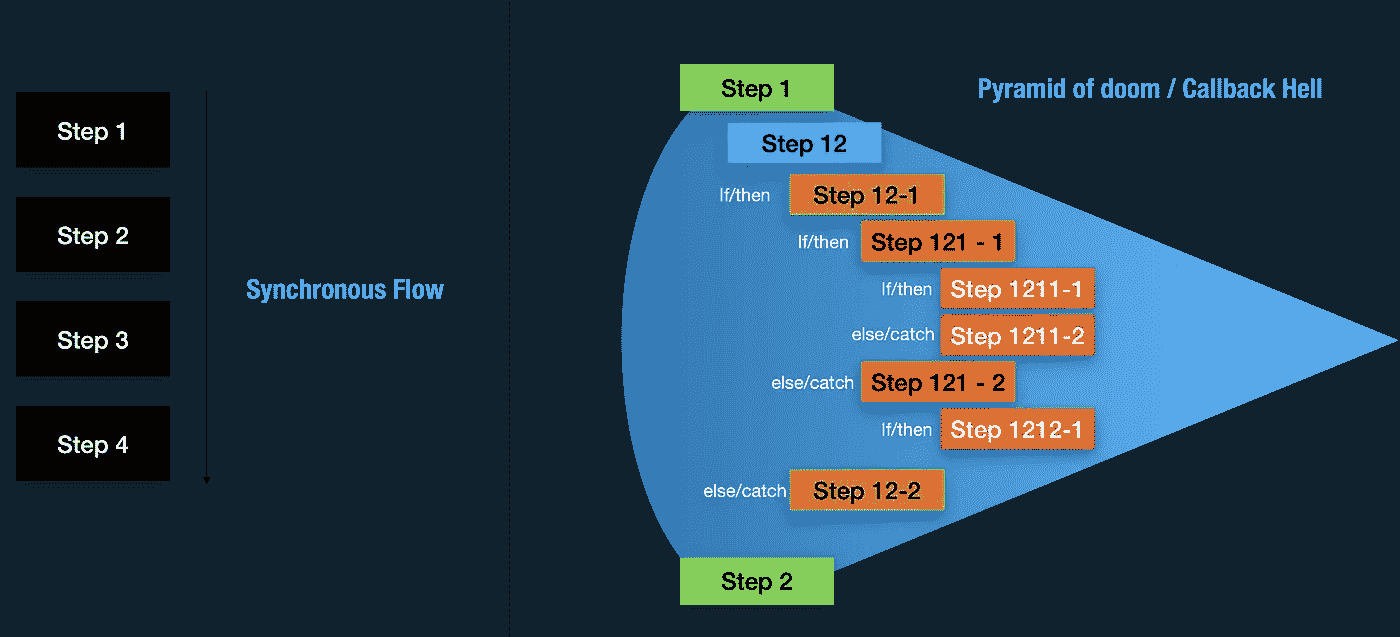 Step 1
Step 2
Step 3
Step 4
Synchronous Flow
Pyramid of doom / Callback Hell
Step 1
Step 12
If/then
Step 12-1
If/then
Step 121 - 1
If/then
Step 1211-1
else/catch
Step 1211-2
else/catch
Step 121 - 2
If/then
Step 1212-1
else/catch
Step 12-2
Step 2